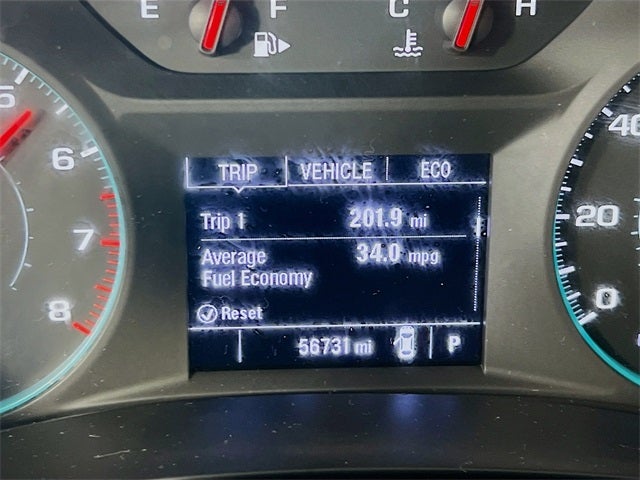 E F C H
TRIP VEHICLE ECO
Trip 1 201.9 mi
Average 34.0 mpg
Fuel Economy
Reset
56731 mi P
5
6
7
8
40
20
0